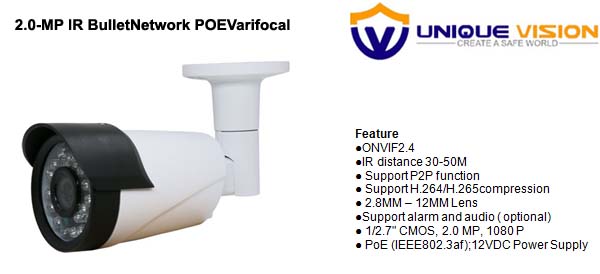 2.0-MP IR BulletNetwork POEVarifocal
UNIQUE VISION
CREATE A SAFE WORLD
Feature
●ONVIF2.4
●IR distance 30-50M
● Support P2P function
● Support H.264/H.265compression
● 2.8MM – 12MM Lens
●Support alarm and audio ( optional)
● 1/2.7" CMOS, 2.0 MP, 1080 P
● PoE (IEEE802.3af);12VDC Power Supply